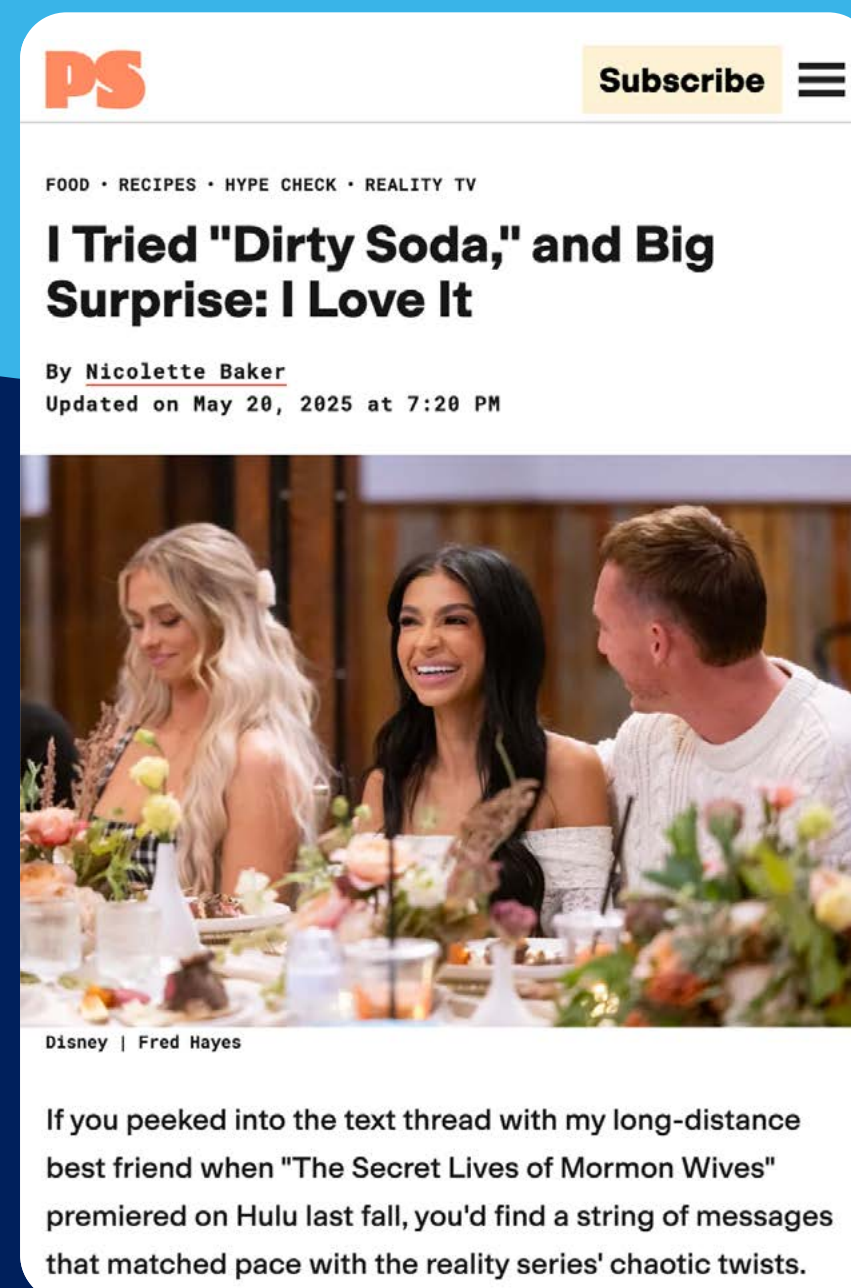 PS
Subscribe
FOOD • RECIPES • HYPE CHECK • REALITY TV
I Tried "Dirty Soda," and Big
Surprise: I Love It
By Nicolette Baker
Updated on May 20, 2025 at 7:20 PM
Disney | Fred Hayes
If you peeked into the text thread with my long-distance
best friend when "The Secret Lives of Mormon Wives"
premiered on Hulu last fall, you'd find a string of messages
that matched pace with the reality series' chaotic twists.